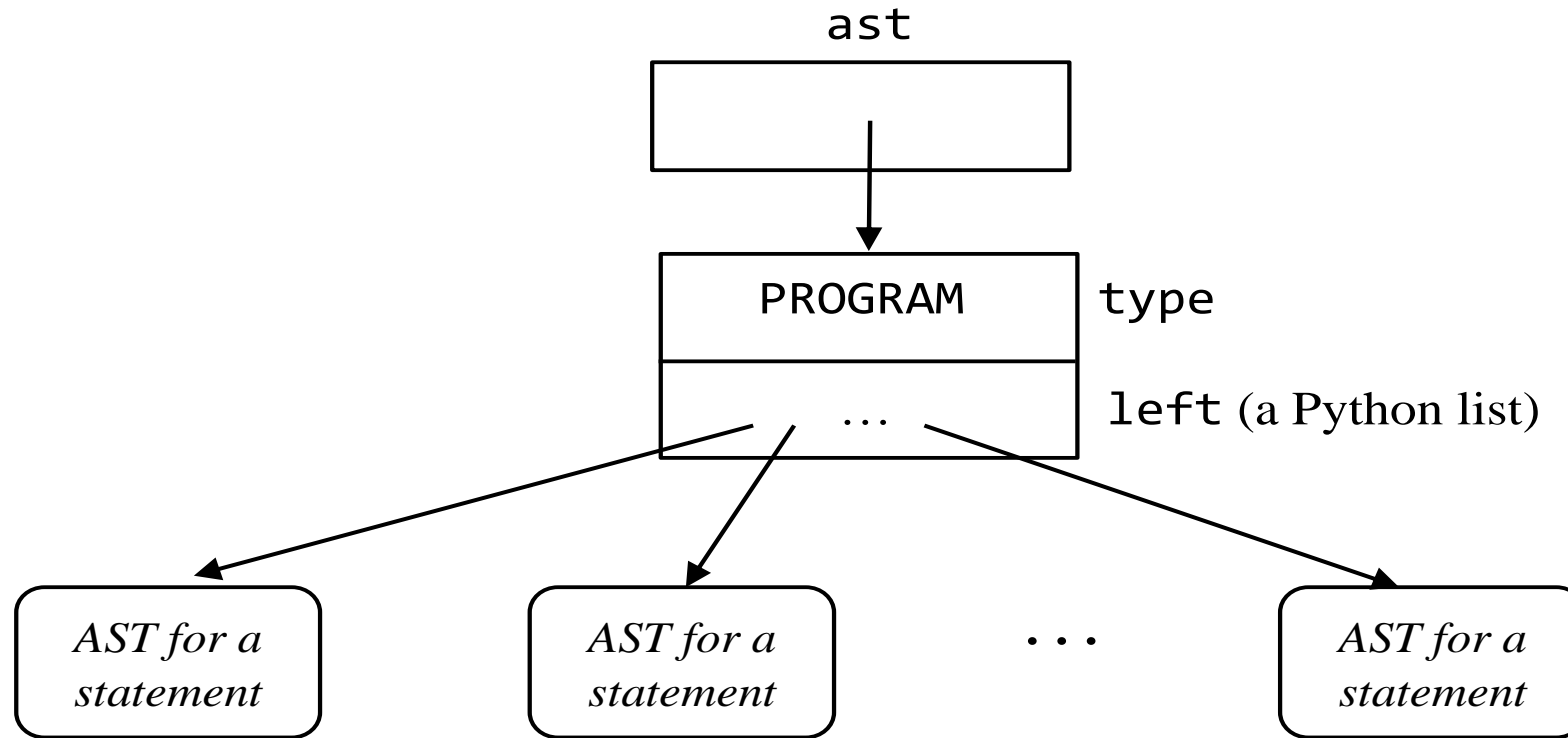 ast
PROGRAM type
... left (a Python list)
AST for a AST for a ... AST for a
statement statement statement